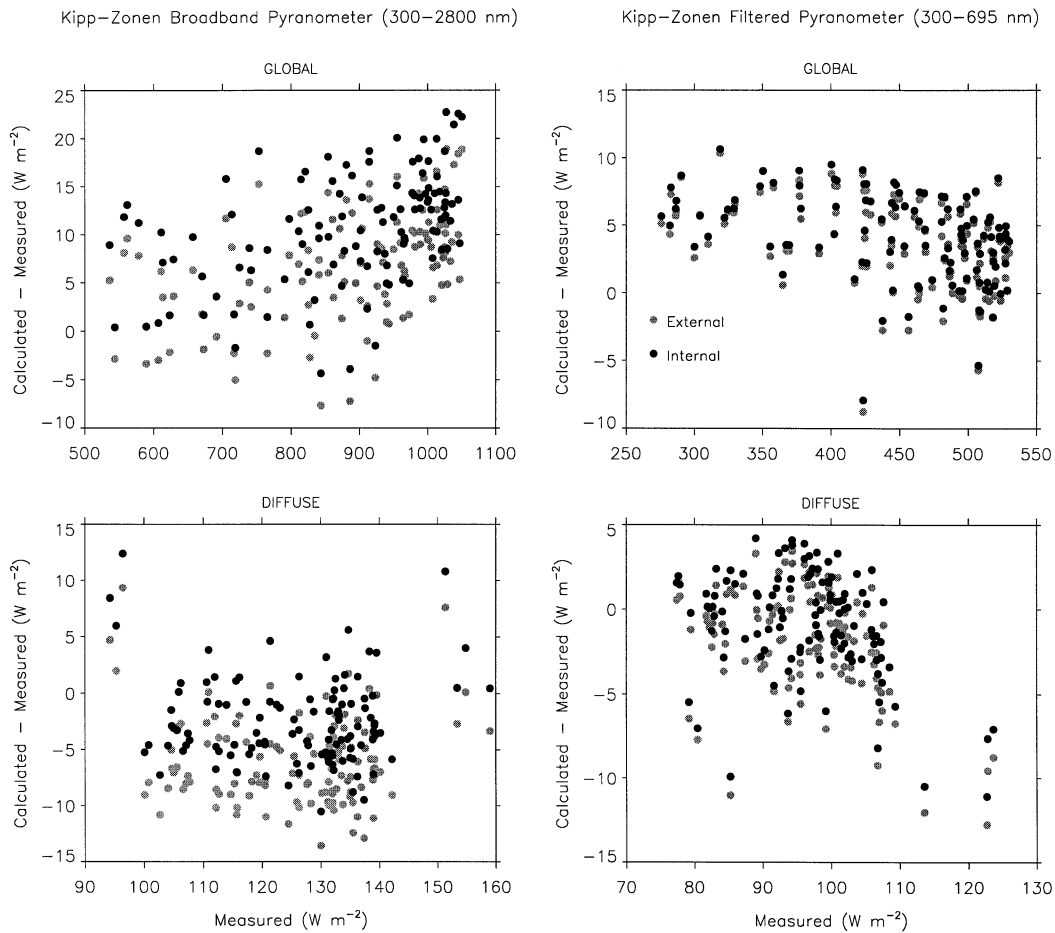 Kipp-Zonen Broadband Pyranometer (300-2800 nm)
Kipp-Zonen Filtered Pyranometer (300-695 nm)
GLOBAL
Calculated - Measured (W m⁻²)
25
20
15
10
5
0
-5
-10
500 600 700 800 900 1000 1100
GLOBAL
Calculated - Measured (W m⁻²)
15
10
5
0
-5
-10
External
Internal
250 300 350 400 450 500 550
DIFFUSE
Calculated - Measured (W m⁻²)
15
10
5
0
-5
-10
-15
90 100 110 120 130 140 150 160
Measured (W m⁻²)
DIFFUSE
Calculated - Measured (W m⁻²)
5
0
-5
-10
-15
70 80 90 100 110 120 130
Measured (W m⁻²)